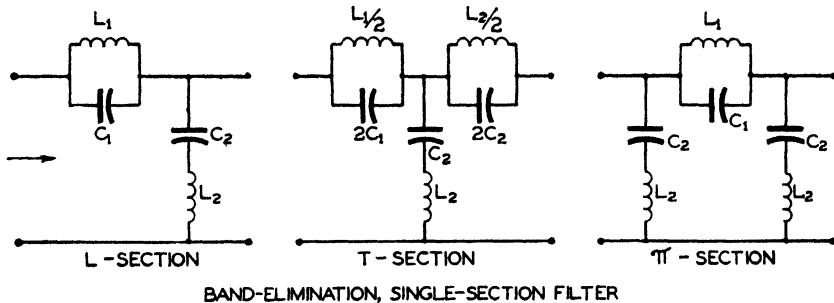 L₁
C₁
C₂
L₂
L-SECTION
L₁/2
L₂/2
2C₁
2C₂
C₂
L₂
T-SECTION
L₁
C₁
C₂
C₂
L₂
L₂
π-SECTION
BAND-ELIMINATION, SINGLE-SECTION FILTER